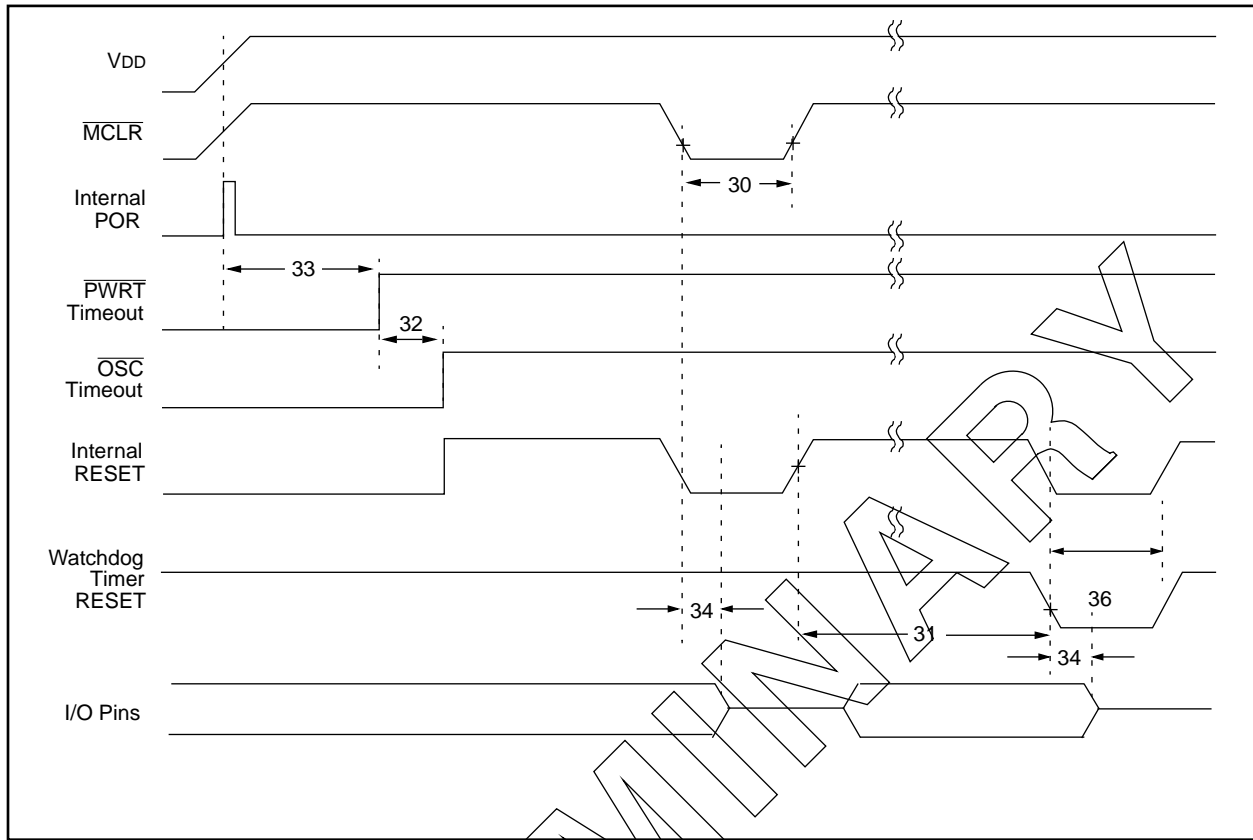 VDD
MCLR
30
Internal
POR
33
PWRT
Timeout
32
OSC
Timeout
Internal
RESET
Watchdog
Timer
RESET
34
36
31
34
I/O Pins
MINARY